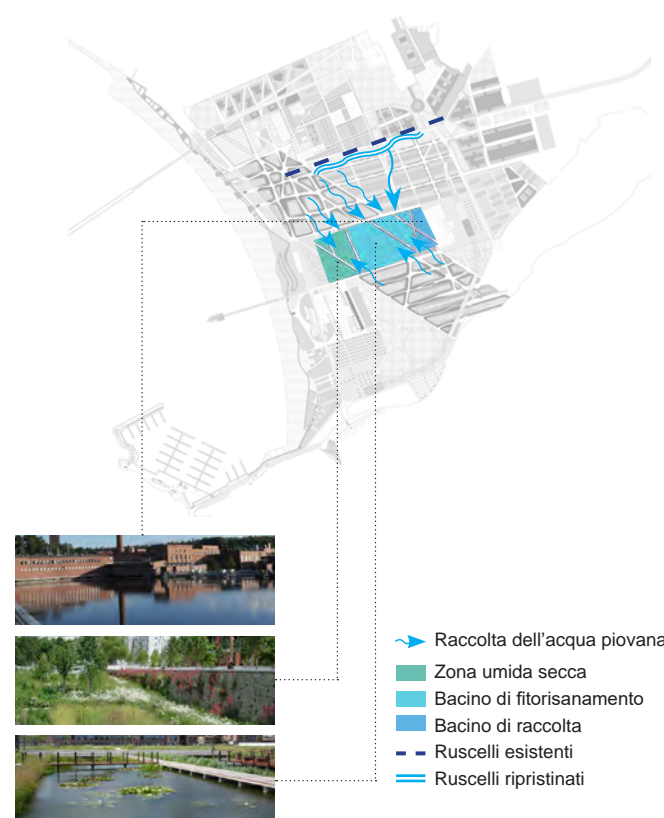 Raccolta dell'acqua piovana
Zona umida secca
Bacino di fitorisanamento
Bacino di raccolta
Ruscelli esistenti
Ruscelli ripristinati